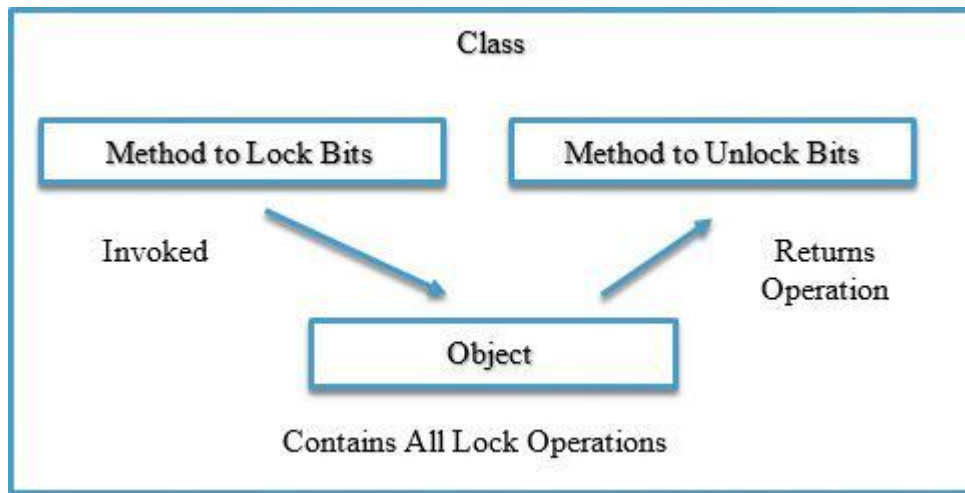 Class
Method to Lock Bits
Method to Unlock Bits
Invoked
Returns
Operation
Object
Contains All Lock Operations